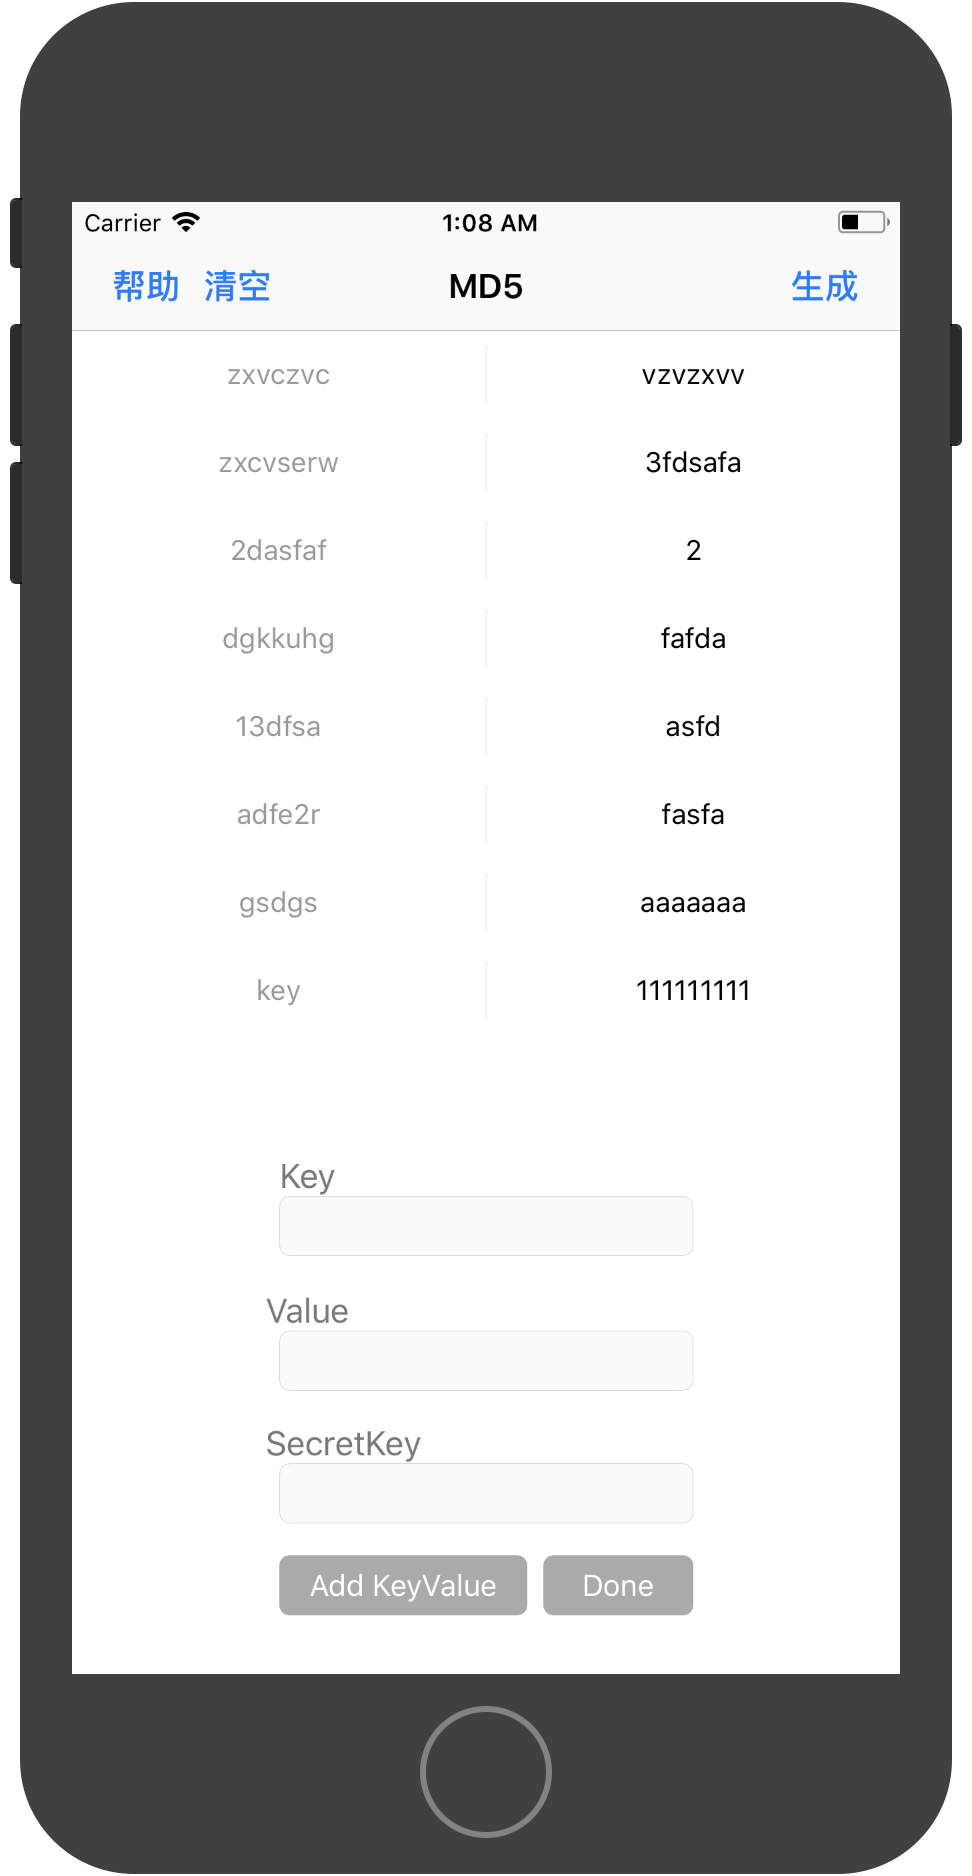 Carrier 1:08 AM
帮助 清空 MD5 生成
zxvczvc vzvzxvv
zxcvserw 3fdsafa
2dasfaf 2
dgkkuhg fafda
13dfsa asfd
adfe2r fasfa
gsdgs aaaaaaa
key 111111111
Key
Value
SecretKey
Add KeyValue Done